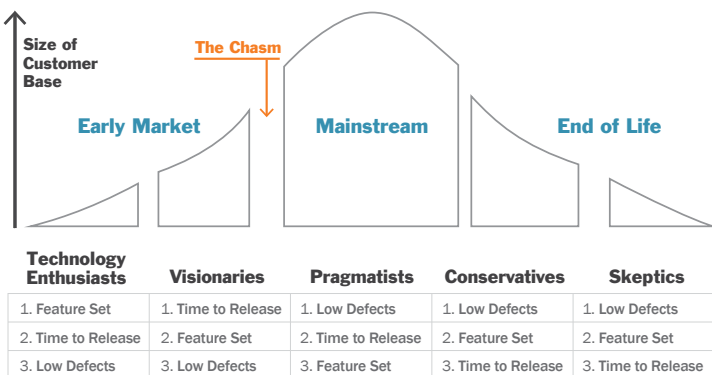 Size of
Customer
Base
The Chasm
Early Market
Mainstream
End of Life
Technology
Enthusiasts
Visionaries
Pragmatists
Conservatives
Skeptics
1. Feature Set
1. Time to Release
1. Low Defects
1. Low Defects
1. Low Defects
2. Time to Release
2. Feature Set
2. Time to Release
2. Feature Set
2. Feature Set
3. Low Defects
3. Low Defects
3. Feature Set
3. Time to Release
3. Time to Release